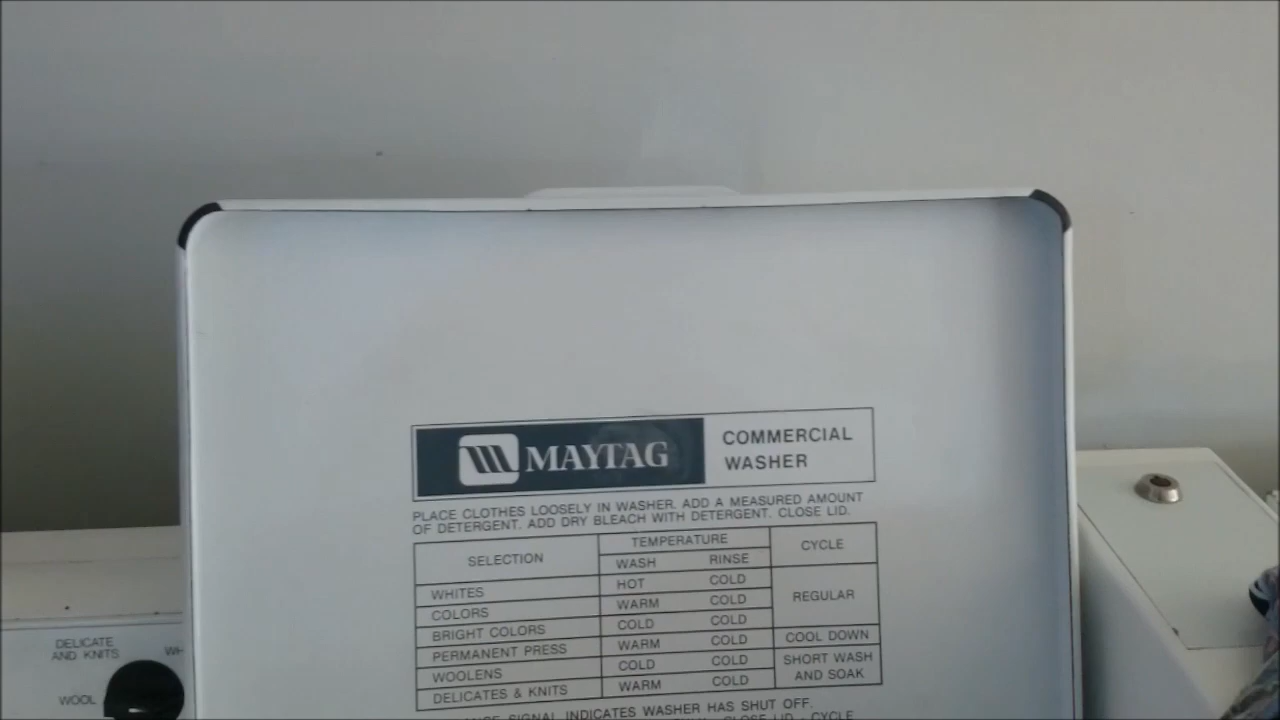 MAYTAG
COMMERCIAL
WASHER
PLACE CLOTHES LOOSELY IN WASHER. ADD A MEASURED AMOUNT
OF DETERGENT. ADD DRY BLEACH WITH DETERGENT. CLOSE LID.
SELECTION TEMPERATURE CYCLE
WASH RINSE
WHITES HOT COLD
COLORS WARM COLD REGULAR
BRIGHT COLORS COLD COLD
PERMANENT PRESS WARM COLD COOL DOWN
WOOLENS COLD COLD SHORT WASH
DELICATES & KNITS WARM COLD AND SOAK
SIGNAL INDICATES WASHER HAS SHUT OFF.
CLOSE LID - CYCLE
DELICATE
AND KNITS
WOOL